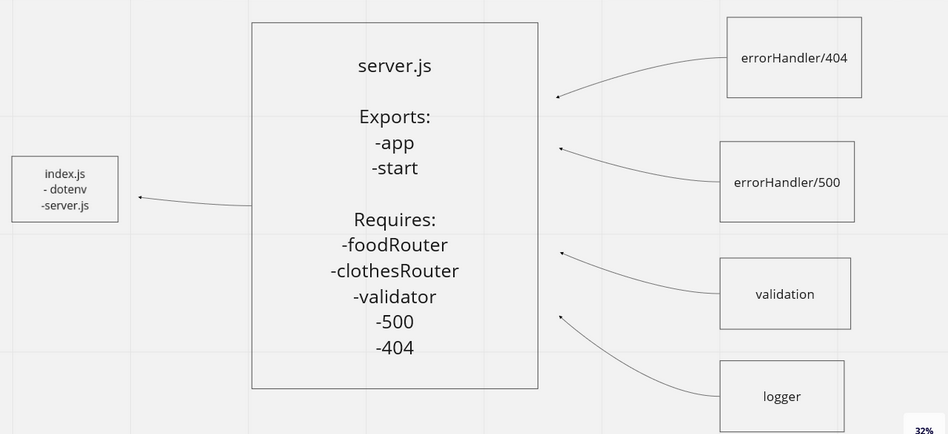 server.js
Exports:
-app
-start
Requires:
-foodRouter
-clothesRouter
-validator
-500
-404
index.js
- dotenv
-server.js
errorHandler/404
errorHandler/500
validation
logger
32%